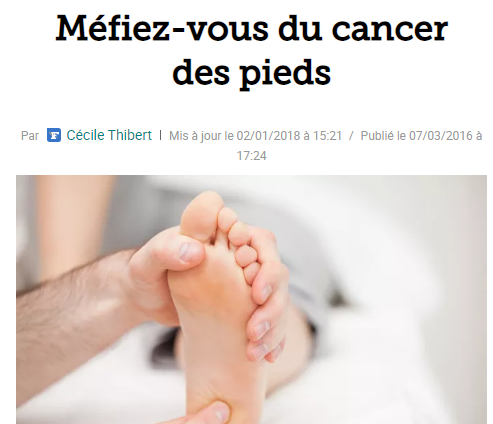 Méfiez-vous du cancer
des pieds
Par F Cécile Thibert | Mis à jour le 02/01/2018 à 15:21 / Publié le 07/03/2016 à
17:24